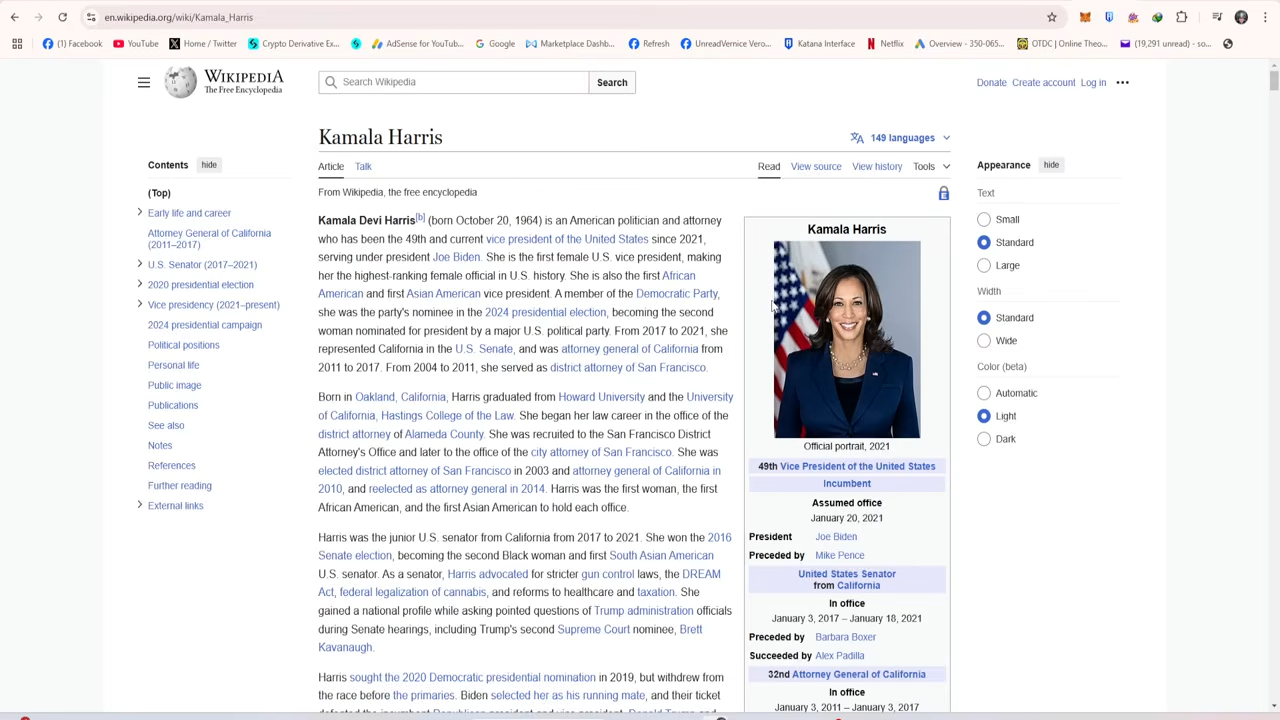 en.wikipedia.org/wiki/Kamala_Harris
(1) Facebook
YouTube
Home / Twitter
Crypto Derivative Ex...
AdSense for YouTub...
Google
Marketplace Dashb...
Refresh
UnreadVernice Vero...
Katana Interface
Netflix
Overview - 350-065...
OTDC | Online Theo...
(19,291 unread) - so...
WIKIPEDIA
The Free Encyclopedia
Search Wikipedia
Search
Donate
Create account
Log in
Contents
hide
(Top)
Early life and career
Attorney General of California
(2011–2017)
U.S. Senator (2017–2021)
2020 presidential election
Vice presidency (2021–present)
2024 presidential campaign
Political positions
Personal life
Public image
Publications
See also
Notes
References
Further reading
External links
Kamala Harris
149 languages
Article
Talk
Read
View source
View history
Tools
From Wikipedia, the free encyclopedia
Kamala Devi Harris[b] (born October 20, 1964) is an American politician and attorney
who has been the 49th and current vice president of the United States since 2021,
serving under president Joe Biden. She is the first female U.S. vice president, making
her the highest-ranking female official in U.S. history. She is also the first African
American and first Asian American vice president. A member of the Democratic Party,
she was the party's nominee in the 2024 presidential election, becoming the second
woman nominated for president by a major U.S. political party. From 2017 to 2021, she
represented California in the U.S. Senate, and was attorney general of California from
2011 to 2017. From 2004 to 2011, she served as district attorney of San Francisco.
Born in Oakland, California, Harris graduated from Howard University and the University
of California, Hastings College of the Law. She began her law career in the office of the
district attorney of Alameda County. She was recruited to the San Francisco District
Attorney's Office and later to the office of the city attorney of San Francisco. She was
elected district attorney of San Francisco in 2003 and attorney general of California in
2010, and reelected as attorney general in 2014. Harris was the first woman, the first
African American, and the first Asian American to hold each office.
Harris was the junior U.S. senator from California from 2017 to 2021. She won the 2016
Senate election, becoming the second Black woman and first South Asian American
U.S. senator. As a senator, Harris advocated for stricter gun control laws, the DREAM
Act, federal legalization of cannabis, and reforms to healthcare and taxation. She
gained a national profile while asking pointed questions of Trump administration officials
during Senate hearings, including Trump's second Supreme Court nominee, Brett
Kavanaugh.
Harris sought the 2020 Democratic presidential nomination in 2019, but withdrew from
the race before the primaries. Biden selected her as his running mate, and their ticket
defeated the incumbent Republican president and vice president, Donald Trump and
Kamala Harris
Official portrait, 2021
49th Vice President of the United States
Incumbent
Assumed office
January 20, 2021
President Joe Biden
Preceded by Mike Pence
United States Senator
from California
In office
January 3, 2017 – January 18, 2021
Preceded by Barbara Boxer
Succeeded by Alex Padilla
32nd Attorney General of California
In office
January 3, 2011 – January 3, 2017
Appearance
hide
Text
Small
Standard
Large
Width
Standard
Wide
Color (beta)
Automatic
Light
Dark